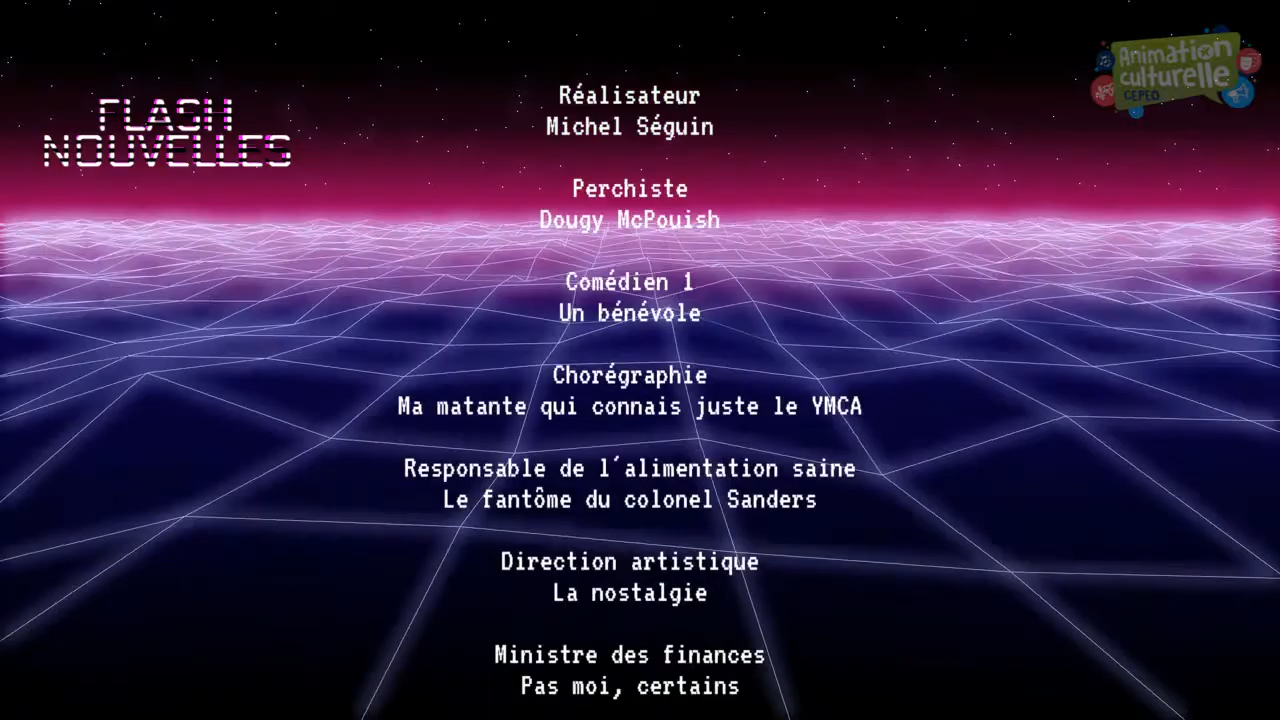 FLASH
NOUVELLES
Animation
culturelle
CEPEO
Réalisateur
Michel Séguin
Perchiste
Dougy McPouish
Comédien 1
Un bénévole
Chorégraphie
Ma matante qui connais juste le YMCA
Responsable de l´alimentation saine
Le fantôme du colonel Sanders
Direction artistique
La nostalgie
Ministre des finances
Pas moi, certains